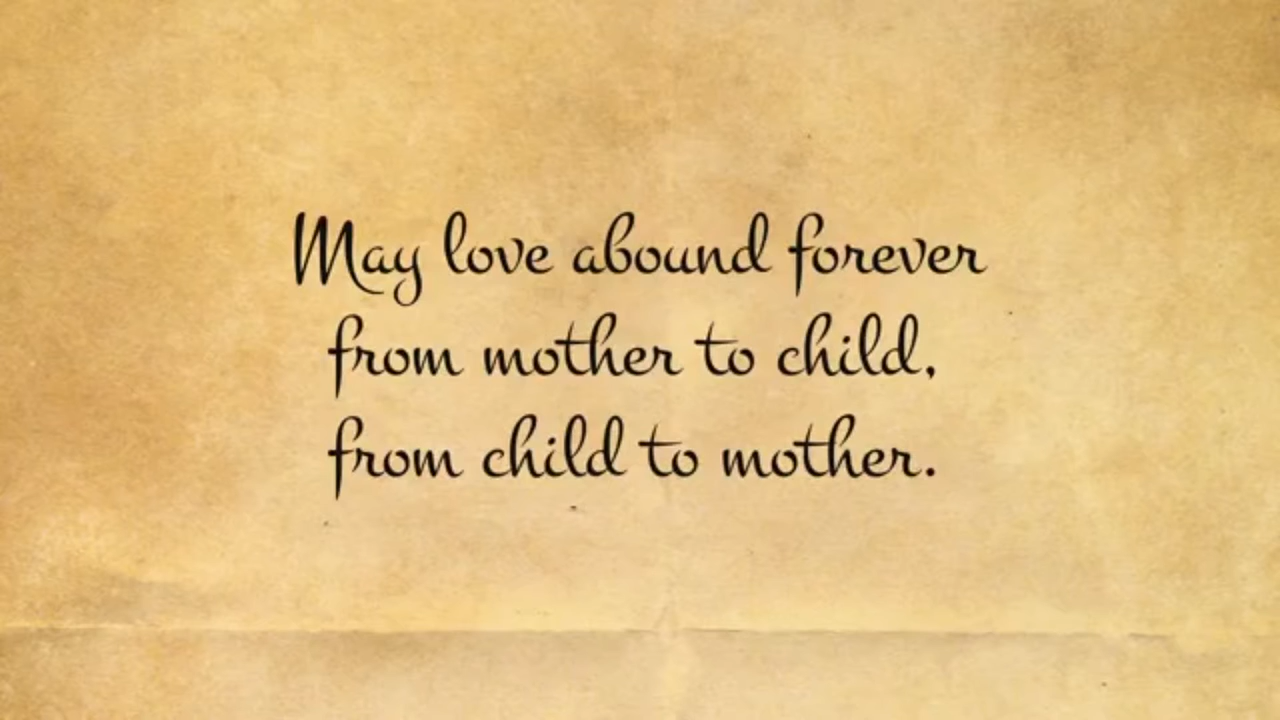 May love abound forever
from mother to child,
from child to mother.